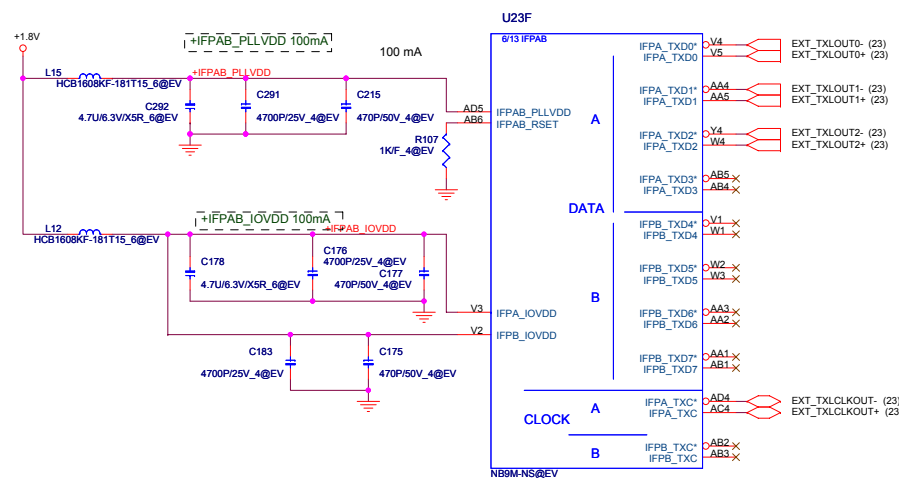 U23F
+1.8V
+IFPAB_PLLVDD 100mA
100 mA
6/13 IFPAB
L15
HCB1608KF-181T15_6@EV
+IFPAB_PLLVDD
C292
4.7U/6.3V/X5R_6@EV
C291
4700P/25V_4@EV
C215
470P/50V_4@EV
AD5
IFPAB_PLLVDD
AB6
IFPAB_RSET
R107
1K/F_4@EV
L12
HCB1608KF-181T15_6@EV
+IFPAB_IOVDD 100mA
+IFPAB_IOVDD
C178
4.7U/6.3V/X5R_6@EV
C176
4700P/25V_4@EV
C177
470P/50V_4@EV
V3
IFPA_IOVDD
V2
IFPB_IOVDD
C183
4700P/25V_4@EV
C175
470P/50V_4@EV
A
DATA
B
A
CLOCK
B
IFPA_TXD0* V4 EXT_TXLOUT0- (23)
IFPA_TXD0 V5 EXT_TXLOUT0+ (23)
IFPA_TXD1* AA4 EXT_TXLOUT1- (23)
IFPA_TXD1 AA5 EXT_TXLOUT1+ (23)
IFPA_TXD2* Y4 EXT_TXLOUT2- (23)
IFPA_TXD2 W4 EXT_TXLOUT2+ (23)
IFPA_TXD3* AB5
IFPA_TXD3 AB4
IFPB_TXD4* V1
IFPB_TXD4 W1
IFPB_TXD5* W2
IFPB_TXD5 W3
IFPB_TXD6* AA3
IFPB_TXD6 AA2
IFPB_TXD7* AA1
IFPB_TXD7 AB1
IFPA_TXC* AD4 EXT_TXLCLKOUT- (23)
IFPA_TXC AC4 EXT_TXLCLKOUT+ (23
IFPB_TXC* AB2
IFPB_TXC AB3
NB9M-NS@EV